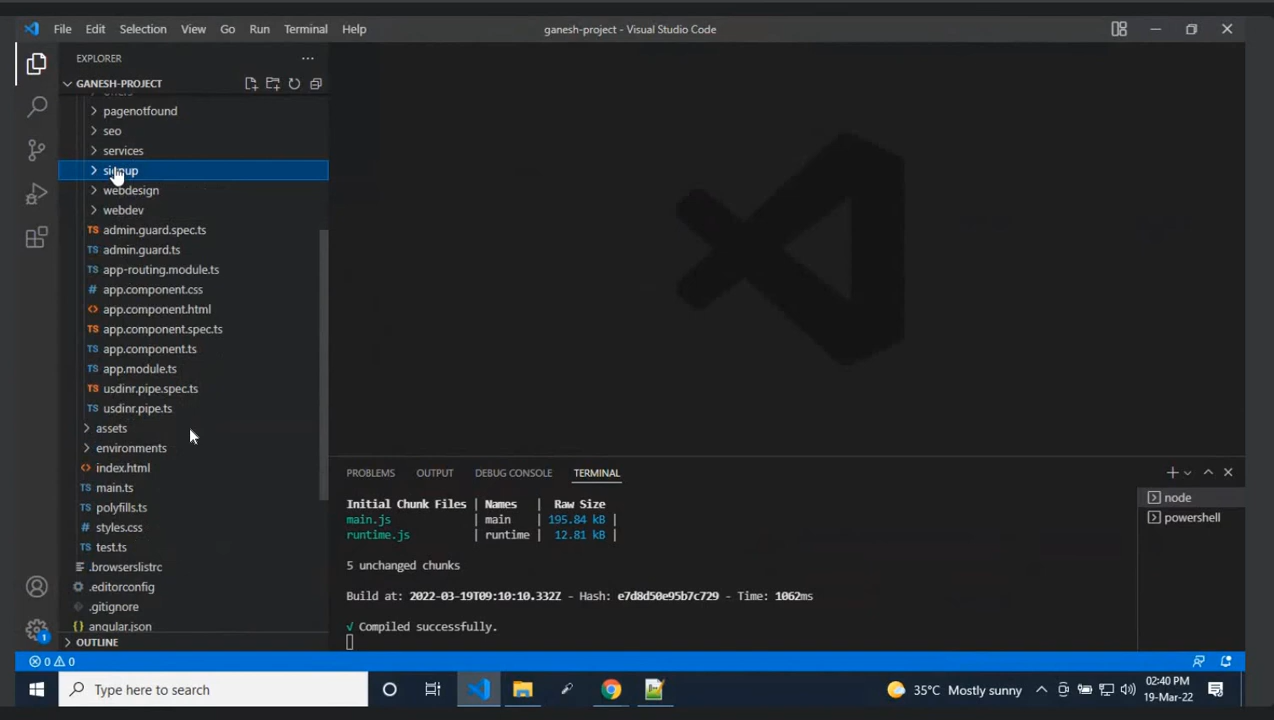 File Edit Selection View Go Run Terminal Help
ganesh-project - Visual Studio Code
EXPLORER
GANESH-PROJECT
pagenotfound
seo
services
signup
webdesign
webdev
admin.guard.spec.ts
admin.guard.ts
app-routing.module.ts
app.component.css
app.component.html
app.component.spec.ts
app.component.ts
app.module.ts
usdinr.pipe.spec.ts
usdinr.pipe.ts
assets
environments
index.html
main.ts
polyfills.ts
styles.css
test.ts
.browserslistrc
.editorconfig
.gitignore
angular.json
OUTLINE
PROBLEMS OUTPUT DEBUG CONSOLE TERMINAL
Initial Chunk Files | Names | Raw Size
main.js | main | 195.84 kB |
runtime.js | runtime | 12.81 kB |
5 unchanged chunks
Build at: 2022-03-19T09:10:10.332Z - Hash: e7d8d50e95b7c729 - Time: 1062ms
√ Compiled successfully.
node
powershell
1
0 0
Type here to search
35°C Mostly sunny
02:40 PM
19-Mar-22